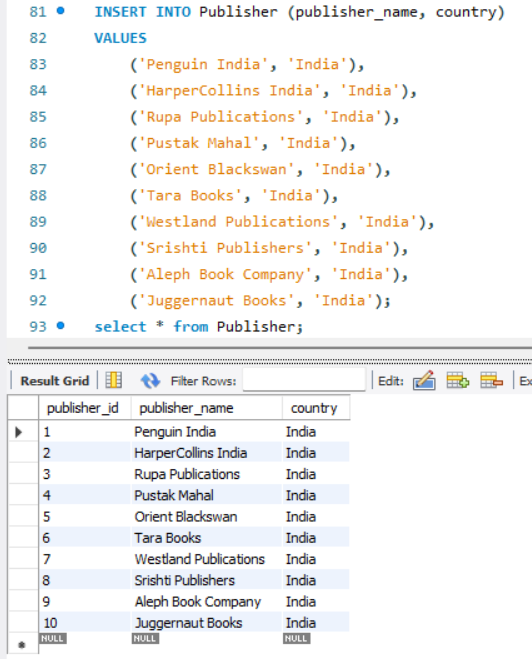 81 INSERT INTO Publisher (publisher_name, country)
82 VALUES
83 ('Penguin India', 'India'),
84 ('HarperCollins India', 'India'),
85 ('Rupa Publications', 'India'),
86 ('Pustak Mahal', 'India'),
87 ('Orient Blackswan', 'India'),
88 ('Tara Books', 'India'),
89 ('Westland Publications', 'India'),
90 ('Srishti Publishers', 'India'),
91 ('Aleph Book Company', 'India'),
92 ('Juggernaut Books', 'India');
93 select * from Publisher;
Result Grid Filter Rows: Edit: Ex
publisher_id publisher_name country
1 Penguin India India
2 HarperCollins India India
3 Rupa Publications India
4 Pustak Mahal India
5 Orient Blackswan India
6 Tara Books India
7 Westland Publications India
8 Srishti Publishers India
9 Aleph Book Company India
10 Juggernaut Books India
NULL NULL NULL